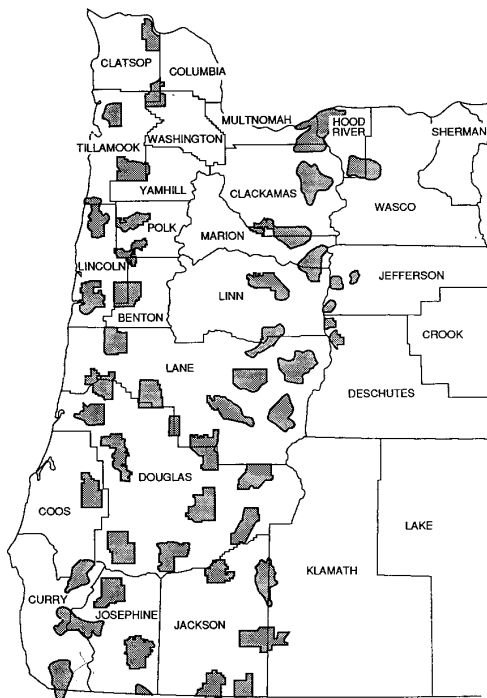 CLATSOP
COLUMBIA
MULTNOMAH
HOOD
RIVER
SHERMAN
TILLAMOOK
WASHINGTON
YAMHILL
CLACKAMAS
WASCO
POLK
MARION
LINCOLN
JEFFERSON
LINN
BENTON
CROOK
LANE
DESCHUTES
DOUGLAS
COOS
LAKE
KLAMATH
CURRY
JOSEPHINE
JACKSON